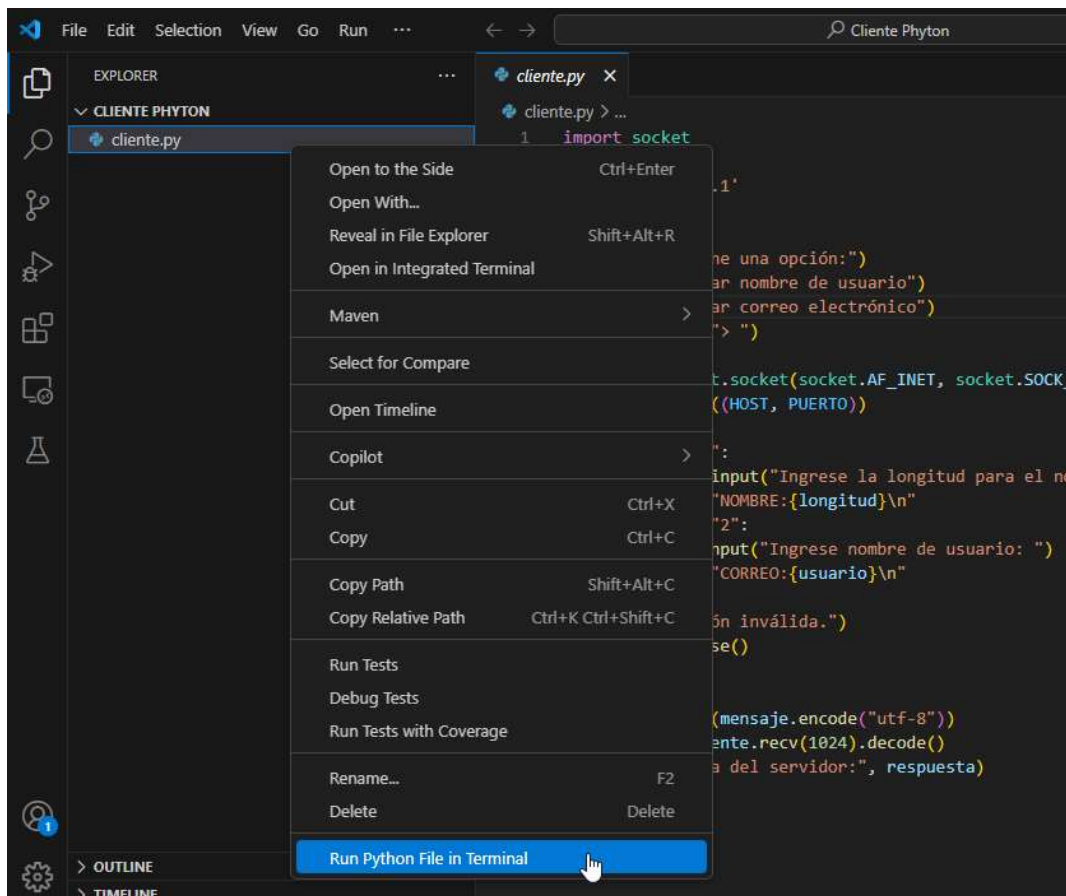 File Edit Selection View Go Run ··· Cliente Phyton
EXPLORER ···
CLIENTE PHYTON
cliente.py
cliente.py
cliente.py > ...
1 import socket
.1'
ne una opción:")
ar nombre de usuario")
ar correo electrónico")
"> ")
t.socket(socket.AF_INET, socket.SOCK_
((HOST, PUERTO))
":
input("Ingrese la longitud para el no
"NOMBRE:{longitud}\n"
"2":
nput("Ingrese nombre de usuario: ")
"CORREO:{usuario}\n"
ón inválida.")
se()
(mensaje.encode("utf-8"))
ente.recv(1024).decode()
a del servidor:", respuesta)
Open to the Side Ctrl+Enter
Open With...
Reveal in File Explorer Shift+Alt+R
Open in Integrated Terminal
Maven
Select for Compare
Open Timeline
Copilot
Cut Ctrl+X
Copy Ctrl+C
Copy Path Shift+Alt+C
Copy Relative Path Ctrl+K Ctrl+Shift+C
Run Tests
Debug Tests
Run Tests with Coverage
Rename... F2
Delete Delete
Run Python File in Terminal
1
OUTLINE
TIMELINE